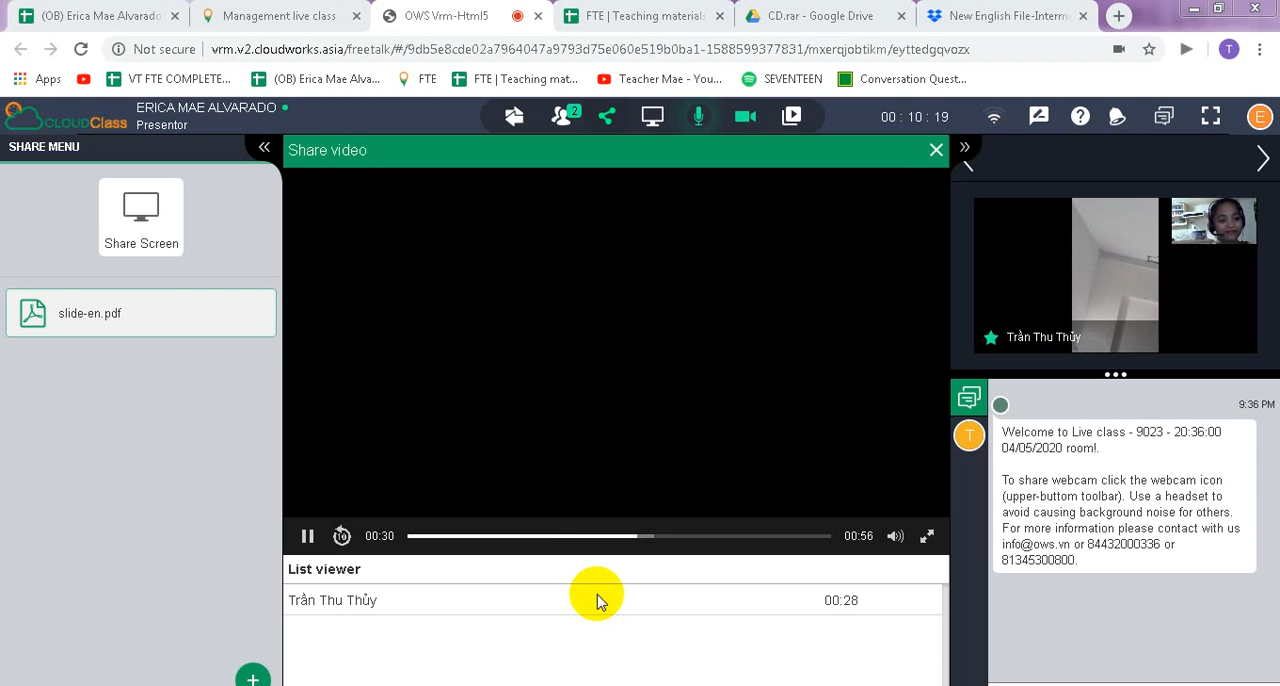 (OB) Erica Mae Alvarado
Management live class
OWS Vrm-Html5
FTE | Teaching materials
CD.rar - Google Drive
New English File-Interm
Not secure
vrm.v2.cloudworks.asia/freetalk/#/9db5e8cde02a7964047a9793d75e060e519b0ba1-1588599377831/mxerqjobtikm/eyttedgqvozx
T
Apps
VT FTE COMPLETE...
(OB) Erica Mae Alva...
FTE
FTE | Teaching mat...
Teacher Mae - You...
SEVENTEEN
Conversation Quest...
CLOUDClass
ERICA MAE ALVARADO
Presentor
2
00 : 10 : 19
E
SHARE MENU
Share Screen
slide-en.pdf
Share video
10
00:30
00:56
List viewer
Trần Thu Thủy
00:28
Trần Thu Thủy
T
9:36 PM
Welcome to Live class - 9023 - 20:36:00
04/05/2020 room!.
To share webcam click the webcam icon
(upper-buttom toolbar). Use a headset to
avoid causing background noise for others.
For more information please contact with us
info@ows.vn or 84432000336 or
81345300800.